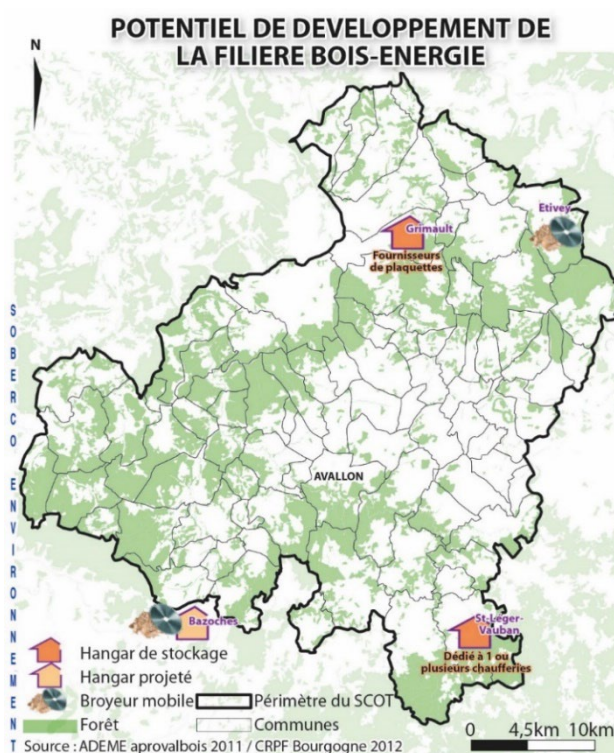 POTENTIEL DE DEVELOPPEMENT DE
LA FILIERE BOIS-ENERGIE
N
Etivey
Grimault
Fournisseurs
de plaquettes
AVALLON
Bazoches
St-Léger-
Vauban
Dédié à 1 ou
plusieurs chaufferies
Hangar de stockage
Hangar projeté
Broyeur mobile
Périmètre du SCOT
Forêt
Communes
0 4,5km 10km
Source : ADEME aprovalbois 2011 / CRPF Bourgogne 2012
SOBERCO ENVIRONNEMENT